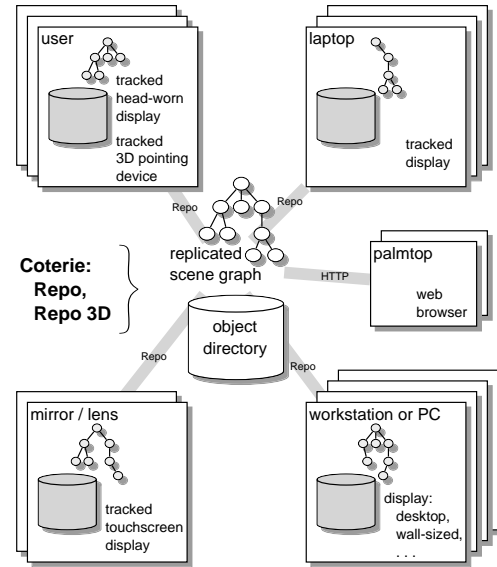 user
tracked
head-worn
display
tracked
3D pointing
device
laptop
tracked
display
Repo
Repo
replicated
scene graph
Coterie:
Repo,
Repo 3D
HTTP
palmtop
web
browser
object
directory
Repo
Repo
mirror / lens
tracked
touchscreen
display
workstation or PC
display:
desktop,
wall-sized,
. . .